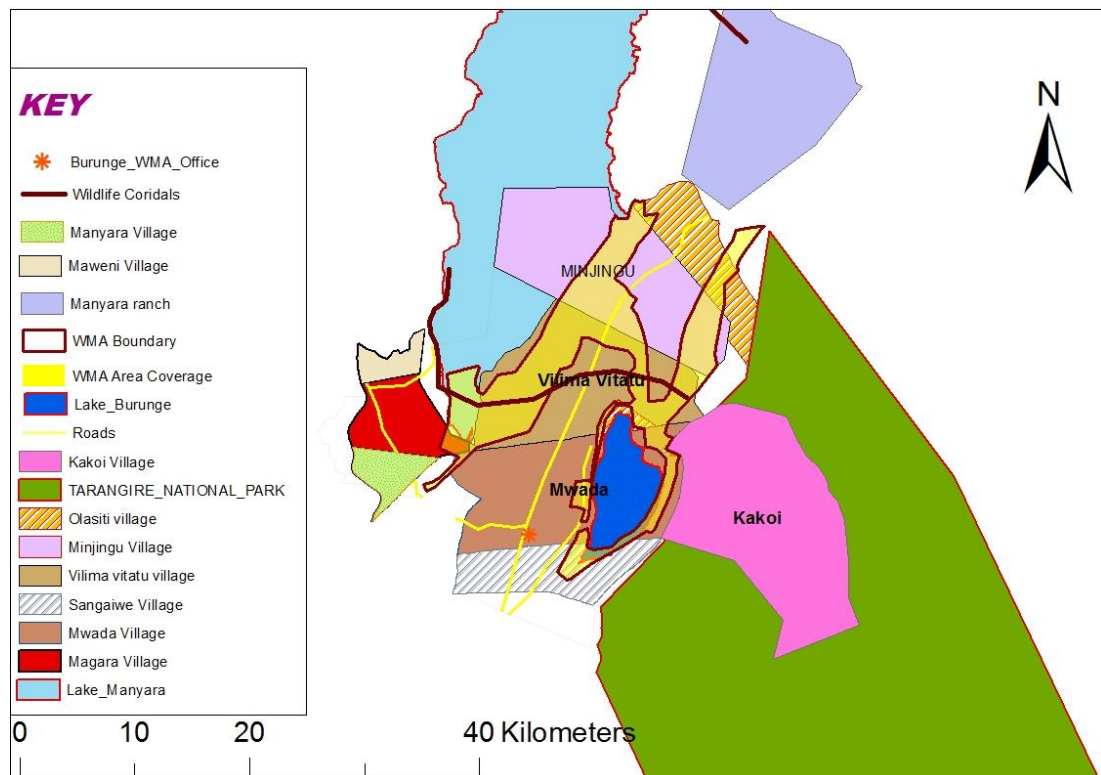 KEY
Burunge_WMA_Office
Wildlife Coridals
Manyara Village
Maweni Village
Manyara ranch
WMA Boundary
WMA Area Coverage
Lake_Burunge
Roads
Kakoi Village
TARANGIRE_NATIONAL_PARK
Olasiti village
Minjingu Village
Vilima vitatu village
Sangaiwe Village
Mwada Village
Magara Village
Lake_Manyara
N
MINJINGU
Vilima Vitatu
Mwada
Kakoi
0 10 20 40 Kilometers